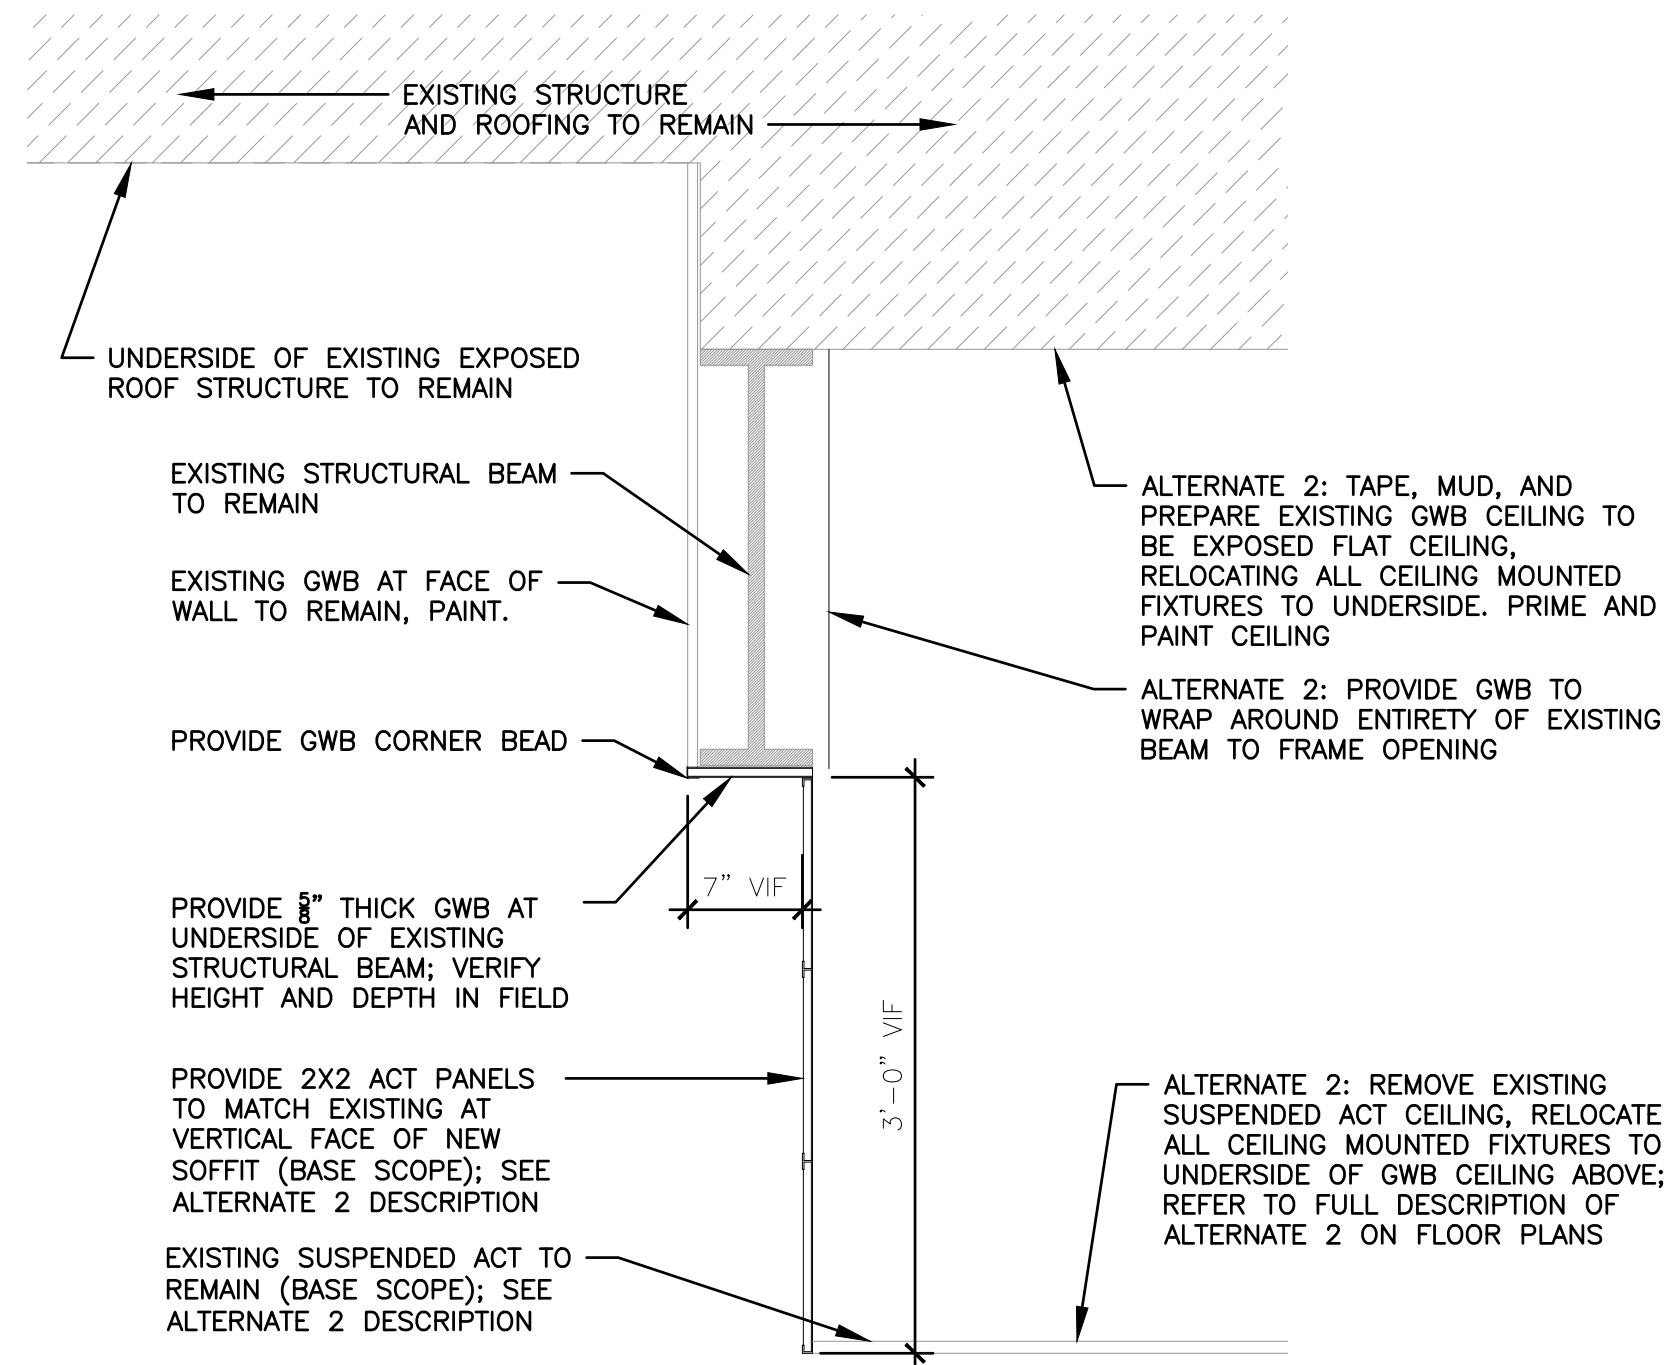 EXISTING STRUCTURE
AND ROOFING TO REMAIN
UNDERSIDE OF EXISTING EXPOSED
ROOF STRUCTURE TO REMAIN
EXISTING STRUCTURAL BEAM
TO REMAIN
EXISTING GWB AT FACE OF
WALL TO REMAIN, PAINT.
PROVIDE GWB CORNER BEAD
PROVIDE 5/8" THICK GWB AT
UNDERSIDE OF EXISTING
STRUCTURAL BEAM; VERIFY
HEIGHT AND DEPTH IN FIELD
PROVIDE 2X2 ACT PANELS
TO MATCH EXISTING AT
VERTICAL FACE OF NEW
SOFFIT (BASE SCOPE); SEE
ALTERNATE 2 DESCRIPTION
EXISTING SUSPENDED ACT TO
REMAIN (BASE SCOPE); SEE
ALTERNATE 2 DESCRIPTION
7" VIF
3'-0" VIF
ALTERNATE 2: TAPE, MUD, AND
PREPARE EXISTING GWB CEILING TO
BE EXPOSED FLAT CEILING,
RELOCATING ALL CEILING MOUNTED
FIXTURES TO UNDERSIDE. PRIME AND
PAINT CEILING
ALTERNATE 2: PROVIDE GWB TO
WRAP AROUND ENTIRETY OF EXISTING
BEAM TO FRAME OPENING
ALTERNATE 2: REMOVE EXISTING
SUSPENDED ACT CEILING, RELOCATE
ALL CEILING MOUNTED FIXTURES TO
UNDERSIDE OF GWB CEILING ABOVE;
REFER TO FULL DESCRIPTION OF
ALTERNATE 2 ON FLOOR PLANS